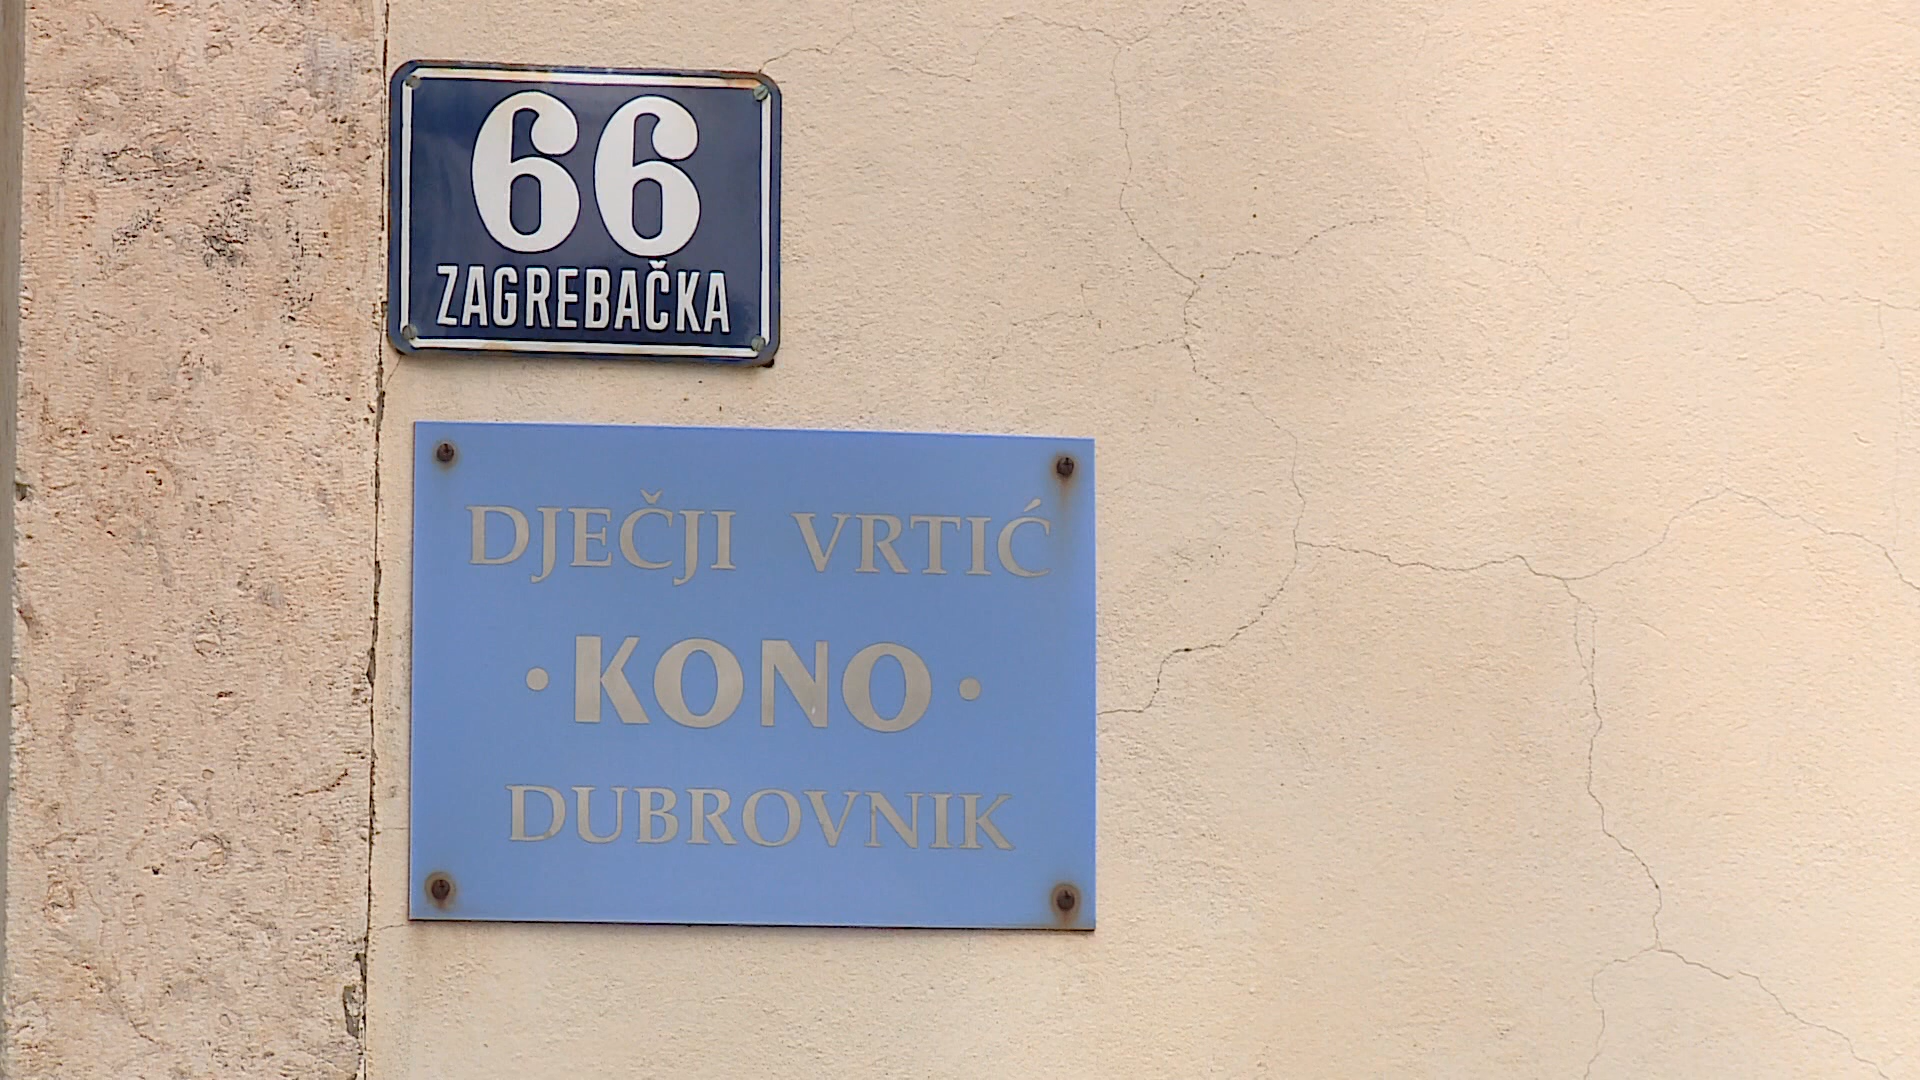 66
ZAGREBAČKA
DJEČJI VRTIĆ
·KONO·
DUBROVNIK